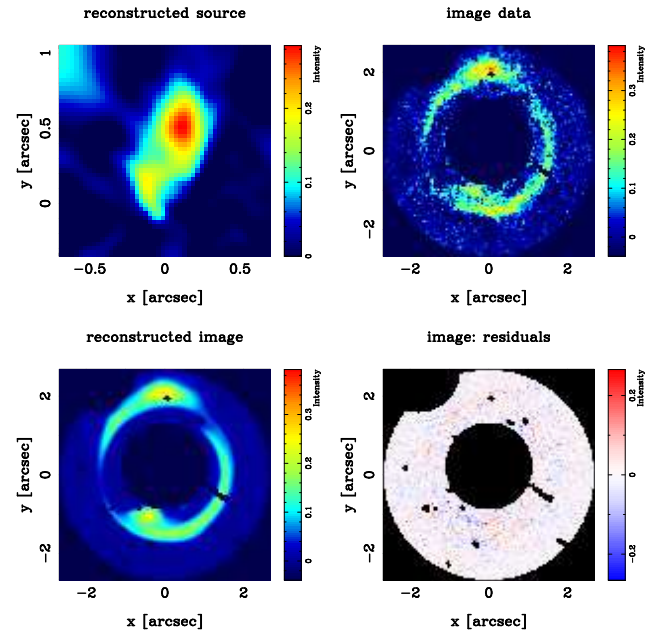 reconstructed source
image data
1
0.5
0
y [arcsec]
−0.5 0 0.5
x [arcsec]
Intensity
0.2
0.1
0
2
0
−2
y [arcsec]
−2 0 2
x [arcsec]
Intensity
0.3
0.2
0.1
0
reconstructed image
image: residuals
2
0
−2
y [arcsec]
−2 0 2
x [arcsec]
Intensity
0.3
0.2
0.1
0
2
0
−2
y [arcsec]
−2 0 2
x [arcsec]
Intensity
0.2
0
−0.2